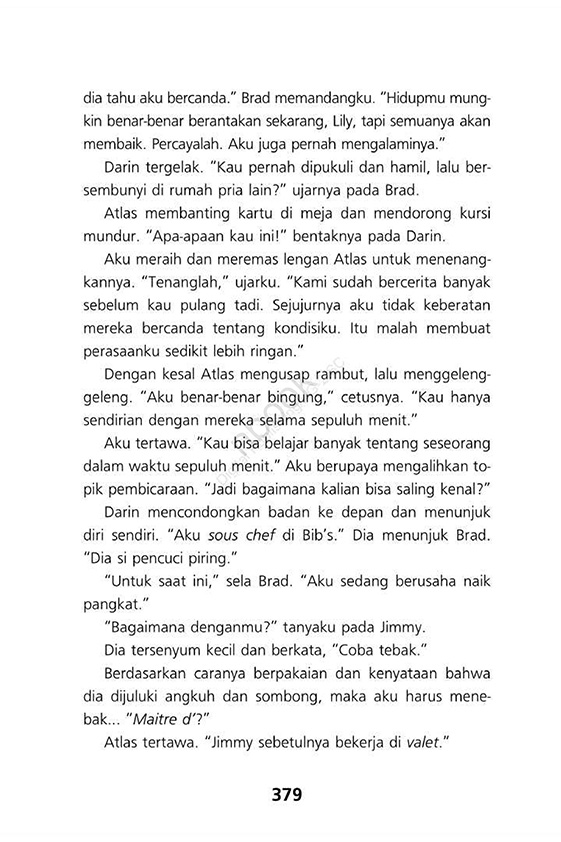 dia tahu aku bercanda.” Brad memandangku. “Hidupmu mung-
kin benar-benar berantakan sekarang, Lily, tapi semuanya akan
membaik. Percayalah. Aku juga pernah mengalaminya.”
Darin tergelak. “Kau pernah dipukuli dan hamil, lalu ber-
sembunyi di rumah pria lain?” ujarnya pada Brad.
Atlas membanting kartu di meja dan mendorong kursi
mundur. “Apa-apaan kau ini!” bentaknya pada Darin.
Aku meraih dan meremas lengan Atlas untuk menenang-
kannya. “Tenanglah,” ujarku. “Kami sudah bercerita banyak
sebelum kau pulang tadi. Sejujurnya aku tidak keberatan
mereka bercanda tentang kondisiku. Itu malah membuat
perasaanku sedikit lebih ringan.”
Dengan kesal Atlas mengusap rambut, lalu menggeleng-
geleng. “Aku benar-benar bingung,” cetusnya. “Kau hanya
sendirian dengan mereka selama sepuluh menit.”
Aku tertawa. “Kau bisa belajar banyak tentang seseorang
dalam waktu sepuluh menit.” Aku berupaya mengalihkan to-
pik pembicaraan. “Jadi bagaimana kalian bisa saling kenal?”
Darin mencondongkan badan ke depan dan menunjuk
diri sendiri. “Aku sous chef di Bib’s.” Dia menunjuk Brad.
“Dia si pencuci piring.”
“Untuk saat ini,” sela Brad. “Aku sedang berusaha naik
pangkat.”
“Bagaimana denganmu?” tanyaku pada Jimmy.
Dia tersenyum kecil dan berkata, “Coba tebak.”
Berdasarkan caranya berpakaian dan kenyataan bahwa
dia dijuluki angkuh dan sombong, maka aku harus mene-
bak... “Maitre d’?”
Atlas tertawa. “Jimmy sebetulnya bekerja di valet.”
379